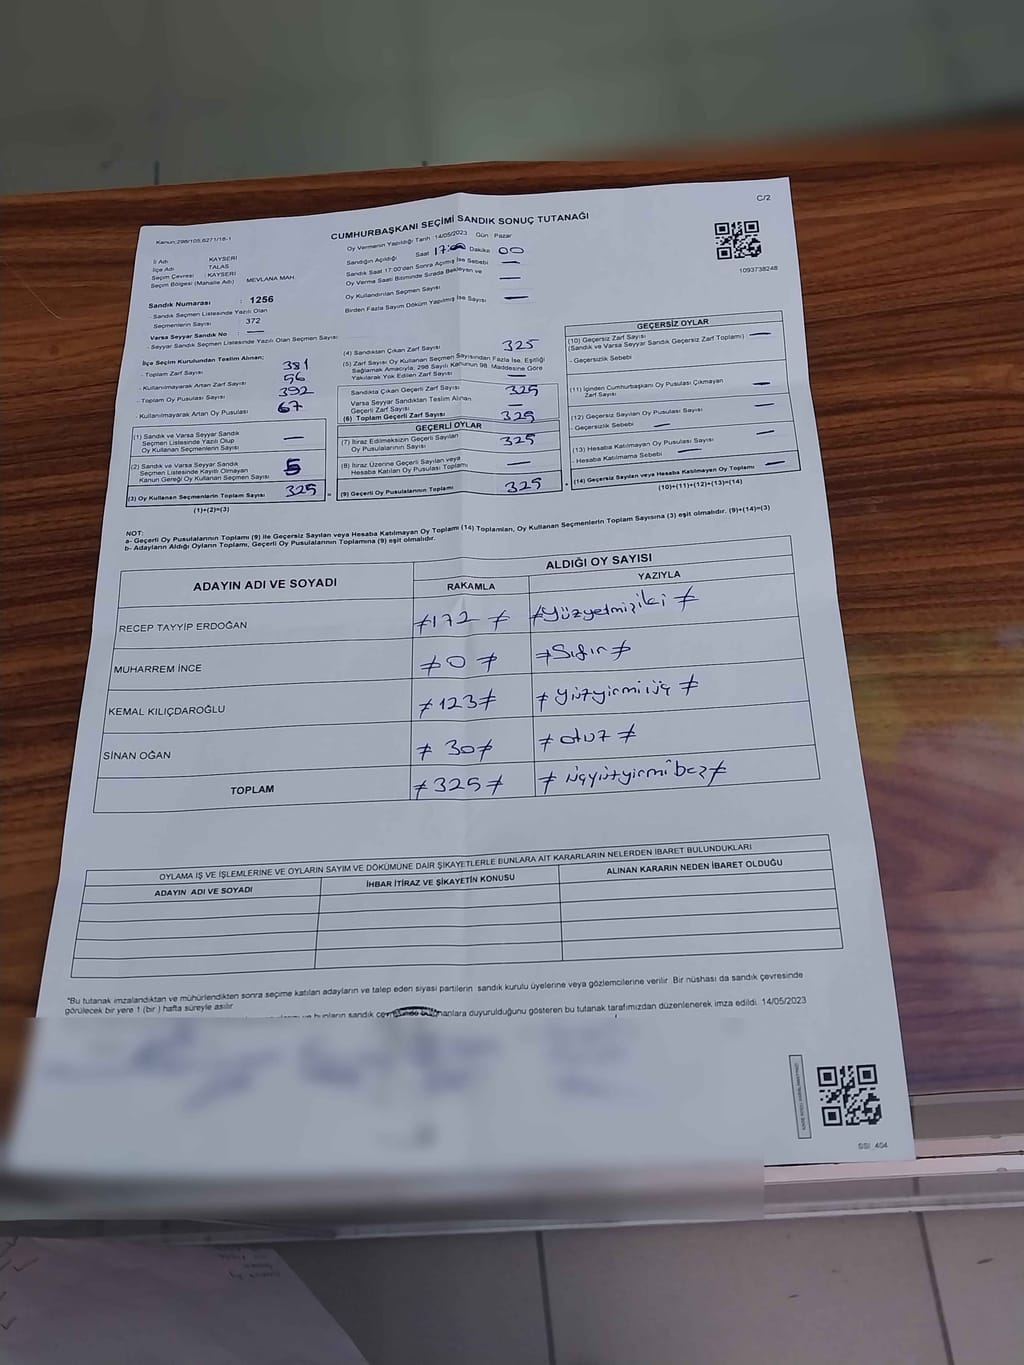 C/2
CUMHURBAŞKANI SEÇİMİ SANDIK SONUÇ TUTANAĞI
Kanun;298/105,6271/16-1
Oy Vermenin Yapıldığı Tarih :14/05/2023 Gün : Pazar
Sandığın Açıldığı Saat 17:00 Dakika 00
Sandık Saat 17:00'den Sonra Açılmış İse Sebebi —
Oy Verme Saati Bitiminde Sırada Bekleyen ve
Oy Kullandırılan Seçmen Sayısı —
Birden Fazla Sayım Döküm Yapılmış İse Sayısı —
1093738248
İl Adı : KAYSERİ
İlçe Adı : TALAS
Seçim Çevresi : KAYSERİ
Seçim Bölgesi (Mahalle Adı) : MEVLANA MAH.
Sandık Numarası : 1256
- Sandık Seçmen Listesinde Yazılı Olan
Seçmenlerin Sayısı : 372
Varsa Seyyar Sandık No : —
- Seyyar Sandık Seçmen Listesinde Yazılı Olan Seçmen Sayısı:
İlçe Seçim Kurulundan Teslim Alınan;
- Toplam Zarf Sayısı 381
- Kullanılmayarak Artan Zarf Sayısı 56
- Toplam Oy Pusulası Sayısı 392
- Kullanılmayarak Artan Oy Pusulası 67
(1) Sandık ve Varsa Seyyar Sandık
Seçmen Listesinde Yazılı Olup
Oy Kullanan Seçmenlerin Sayısı —
(2) Sandık ve Varsa Seyyar Sandık
Seçmen Listesinde Kayıtlı Olmayan
Kanun Gereği Oy Kullanan Seçmen Sayısı 5
(3) Oy Kullanan Seçmenlerin Toplam Sayısı 325
(1)+(2)=(3)
(4) Sandıktan Çıkan Zarf Sayısı 325
(5) Zarf Sayısı Oy Kullanan Seçmen Sayısından Fazla İse, Eşitliği
Sağlamak Amacıyla; 298 Sayılı Kanunun 98. Maddesine Göre
Yakılarak Yok Edilen Zarf Sayısı —
Sandıkta Çıkan Geçerli Zarf Sayısı 325
Varsa Seyyar Sandıktan Teslim Alınan
Geçerli Zarf Sayısı —
(6) Toplam Geçerli Zarf Sayısı 325
GEÇERLİ OYLAR
(7) İtiraz Edilmeksizin Geçerli Sayılan
Oy Pusulalarının Sayısı 325
(8) İtiraz Üzerine Geçerli Sayılan veya
Hesaba Katılan Oy Pusulası Toplamı —
= (9) Geçerli Oy Pusulalarının Toplamı 325
GEÇERSİZ OYLAR
(10) Geçersiz Zarf Sayısı
(Sandık ve Varsa Seyyar Sandık Geçersiz Zarf Toplamı) —
- Geçersizlik Sebebi
(11) İçinden Cumhurbaşkanı Oy Pusulası Çıkmayan
Zarf Sayısı —
(12) Geçersiz Sayılan Oy Pusulası Sayısı —
- Geçersizlik Sebebi —
(13) Hesaba Katılmayan Oy Pusulası Sayısı —
- Hesaba Katılmama Sebebi —
+ (14) Geçersiz Sayılan veya Hesaba Katılmayan Oy Toplamı —
(10)+(11)+(12)+(13)=(14)
NOT:
a- Geçerli Oy Pusulalarının Toplamı (9) ile Geçersiz Sayılan veya Hesaba Katılmayan Oy Toplamı (14) Toplamları, Oy Kullanan Seçmenlerin Toplam Sayısına (3) eşit olmalıdır. (9)+(14)=(3)
b- Adayların Aldığı Oyların Toplamı, Geçerli Oy Pusulalarının Toplamına (9) eşit olmalıdır.
ADAYIN ADI VE SOYADI ALDIĞI OY SAYISI
RAKAMLA YAZIYLA
RECEP TAYYİP ERDOĞAN ≠172≠ ≠Yüzyetmişiki≠
MUHARREM İNCE ≠0≠ ≠Sıfır≠
KEMAL KILIÇDAROĞLU ≠123≠ ≠yüzyirmiüç≠
SİNAN OĞAN ≠30≠ ≠otuz≠
TOPLAM ≠325≠ ≠üçyüzyirmibeş≠
OYLAMA İŞ VE İŞLEMLERİNE VE OYLARIN SAYIM VE DÖKÜMÜNE DAİR ŞİKAYETLERLE BUNLARA AİT KARARLARIN NELERDEN İBARET BULUNDUKLARI
ADAYIN ADI VE SOYADI İHBAR İTİRAZ VE ŞİKAYETİN KONUSU ALINAN KARARIN NEDEN İBARET OLDUĞU
"Bu tutanak imzalandıktan ve mühürlendikten sonra seçime katılan adayların ve talep eden siyasi partilerin sandık kurulu üyelerine veya gözlemcilerine verilir. Bir nüshası da sandık çevresinde
görülecek bir yere 1 (bir ) hafta süreyle asılır.
ve bunların sandık çevresinde bulunanlara duyurulduğunu gösteren bu tutanak tarafımızdan düzenlenerek imza edildi. 14/05/2023
SSI_404